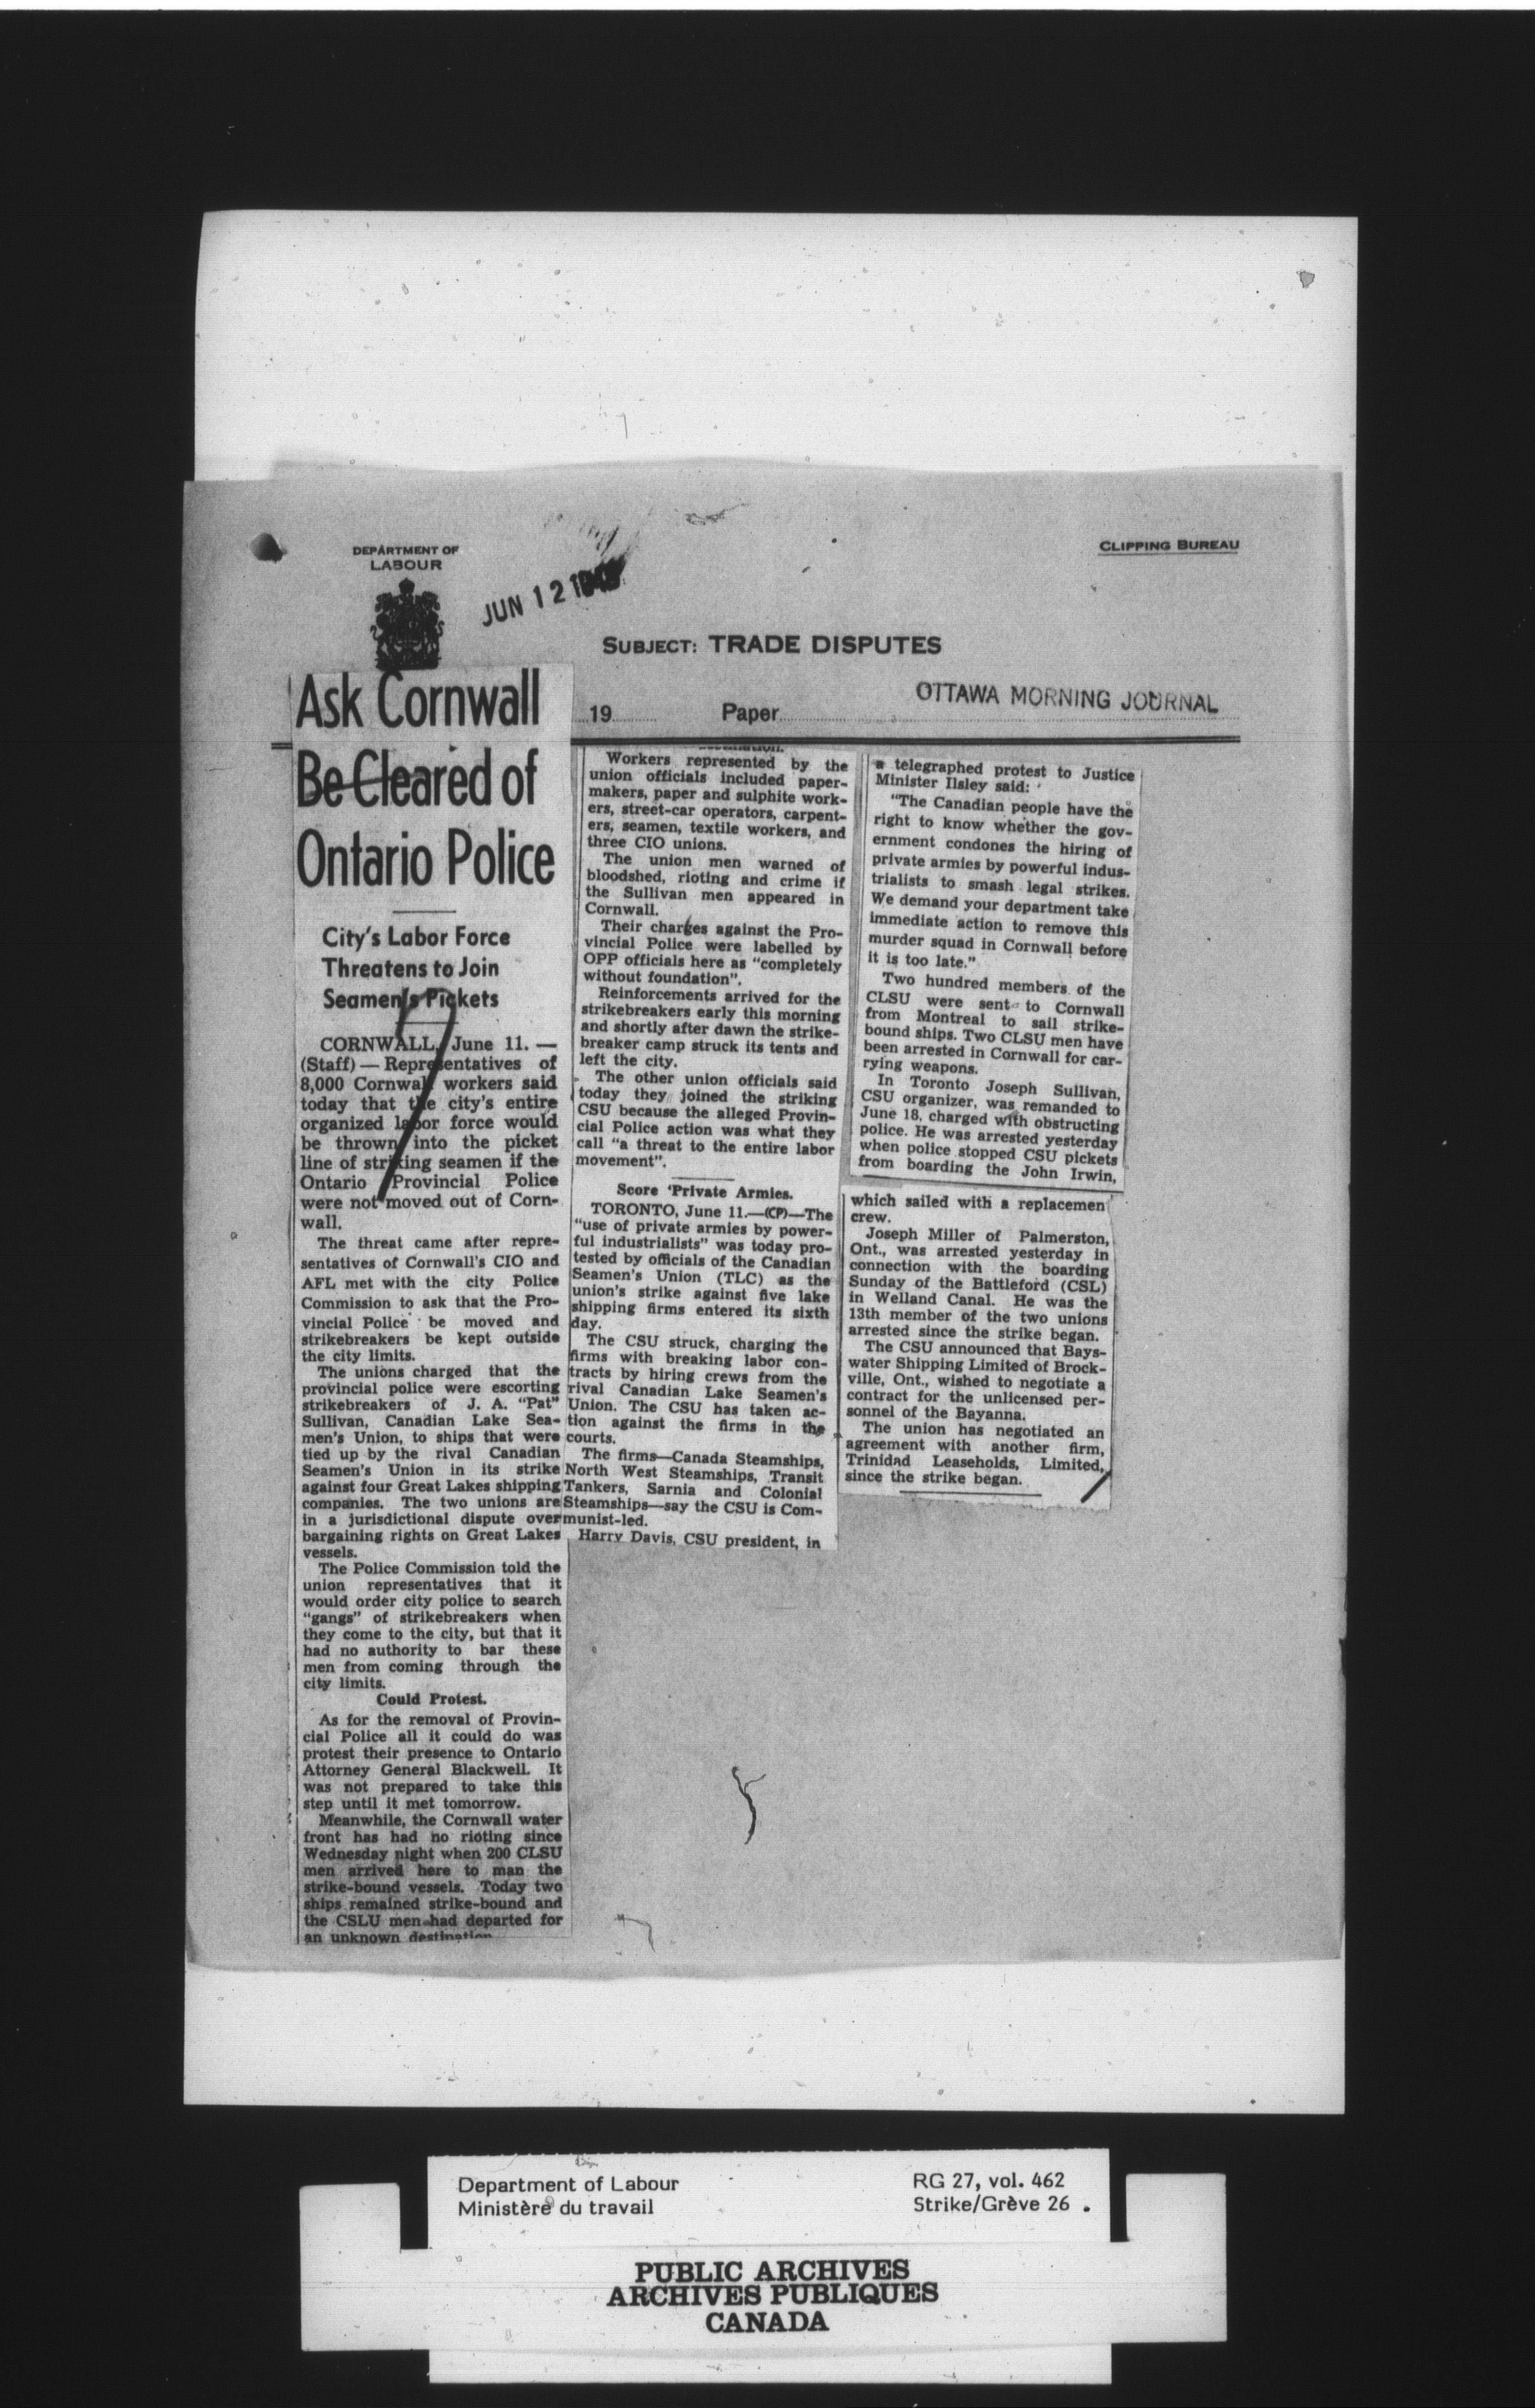 DEPARTMENT OF
LABOUR
CLIPPING BUREAU
JUN 12
SUBJECT: TRADE DISPUTES
OTTAWA MORNING JOURNAL
19 Paper
Ask Cornwall
Be Cleared of
Ontario Police
City's Labor Force
Threatens to Join
Seamen's Pickets
CORNWALL, June 11. —
(Staff) — Representatives of
8,000 Cornwall workers said
today that the city's entire
organized labor force would
be thrown into the picket
line of striking seamen if the
Ontario Provincial Police
were not moved out of Corn-
wall.
The threat came after repre-
sentatives of Cornwall's CIO and
AFL met with the city Police
Commission to ask that the Pro-
vincial Police be moved and
strikebreakers be kept outside
the city limits.
The unions charged that the
provincial police were escorting
strikebreakers of J. A. "Pat"
Sullivan, Canadian Lake Sea-
men's Union, to ships that were
tied up by the rival Canadian
Seamen's Union in its strike
against four Great Lakes shipping
companies. The two unions are
in a jurisdictional dispute over
bargaining rights on Great Lakes
vessels.
The Police Commission told the
union representatives that it
would order city police to search
"gangs" of strikebreakers when
they come to the city, but that it
had no authority to bar these
men from coming through the
city limits.
Could Protest.
As for the removal of Provin-
cial Police all it could do was
protest their presence to Ontario
Attorney General Blackwell. It
was not prepared to take this
step until it met tomorrow.
Meanwhile, the Cornwall water
front has had no rioting since
Wednesday night when 200 CLSU
men arrived here to man the
strike-bound vessels. Today two
ships remained strike-bound and
the CSLU men had departed for
an unknown destination
Workers represented by the
union officials included paper-
makers, paper and sulphite work-
ers, street-car operators, carpent-
ers, seamen, textile workers, and
three CIO unions.
The union men warned of
bloodshed, rioting and crime if
the Sullivan men appeared in
Cornwall.
Their charges against the Pro-
vincial Police were labelled by
OPP officials here as "completely
without foundation".
Reinforcements arrived for the
strikebreakers early this morning
and shortly after dawn the strike-
breaker camp struck its tents and
left the city.
The other union officials said
today they joined the striking
CSU because the alleged Provin-
cial Police action was what they
call "a threat to the entire labor
movement".
Score 'Private Armies.
TORONTO, June 11.—(CP)—The
"use of private armies by power-
ful industrialists" was today pro-
tested by officials of the Canadian
Seamen's Union (TLC) as the
union's strike against five lake
shipping firms entered its sixth
day.
The CSU struck, charging the
firms with breaking labor con-
tracts by hiring crews from the
rival Canadian Lake Seamen's
Union. The CSU has taken ac-
tion against the firms in the
courts.
The firms—Canada Steamships,
North West Steamships, Transit
Tankers, Sarnia and Colonial
Steamships—say the CSU is Com-
munist-led.
Harry Davis, CSU president, in
a telegraphed protest to Justice
Minister Ilsley said:
"The Canadian people have the
right to know whether the gov-
ernment condones the hiring of
private armies by powerful indus-
trialists to smash legal strikes.
We demand your department take
immediate action to remove this
murder squad in Cornwall before
it is too late."
Two hundred members of the
CLSU were sent to Cornwall
from Montreal to sail strike-
bound ships. Two CLSU men have
been arrested in Cornwall for car-
rying weapons.
In Toronto Joseph Sullivan,
CSU organizer, was remanded to
June 18, charged with obstructing
police. He was arrested yesterday
when police stopped CSU pickets
from boarding the John Irwin,
which sailed with a replacemen
crew.
Joseph Miller of Palmerston,
Ont., was arrested yesterday in
connection with the boarding
Sunday of the Battleford (CSL)
in Welland Canal. He was the
13th member of the two unions
arrested since the strike began.
The CSU announced that Bays-
water Shipping Limited of Brock-
ville, Ont., wished to negotiate a
contract for the unlicensed per-
sonnel of the Bayanna.
The union has negotiated an
agreement with another firm,
Trinidad Leaseholds, Limited,
since the strike began.
Department of Labour
Ministère du travail
RG 27, vol. 462
Strike/Grève 26
PUBLIC ARCHIVES
ARCHIVES PUBLIQUES
CANADA